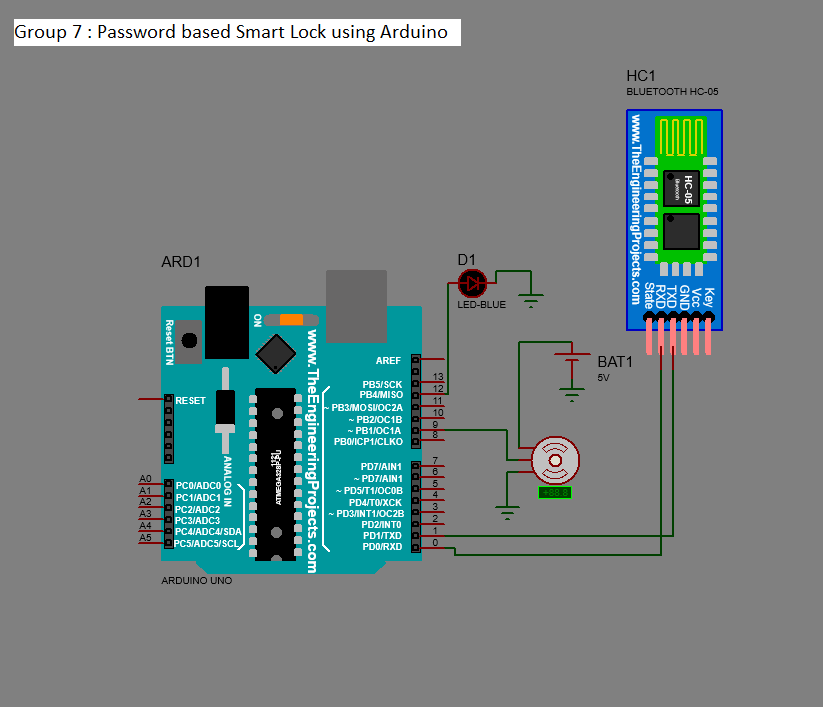 Group 7 : Password based Smart Lock using Arduino
HC1
BLUETOOTH HC-05
www.TheEngineeringProjects.com
HC-05
Bluetooth
State
RXD
TXD
GND
Vcc
Key
ARD1
D1
LED-BLUE
BAT1
5V
Reset BTN
ON
www.TheEngineeringProjects.com
ANALOG IN
RESET
AREF
PB5/SCK 13
PB4/MISO 12
~ PB3/MOSI/OC2A 11
~ PB2/OC1B 10
~ PB1/OC1A 9
PB0/ICP1/CLKO 8
PD7/AIN1 7
~ PD7/AIN1 6
~ PD5/T1/OC0B 5
PD4/T0/XCK 4
~ PD3/INT1/OC2B 3
PD2/INT0 2
PD1/TXD 1
PD0/RXD 0
A0 PC0/ADC0
A1 PC1/ADC1
A2 PC2/ADC2
A3 PC3/ADC3
A4 PC4/ADC4/SDA
A5 PC5/ADC5/SCL
ARDUINO UNO